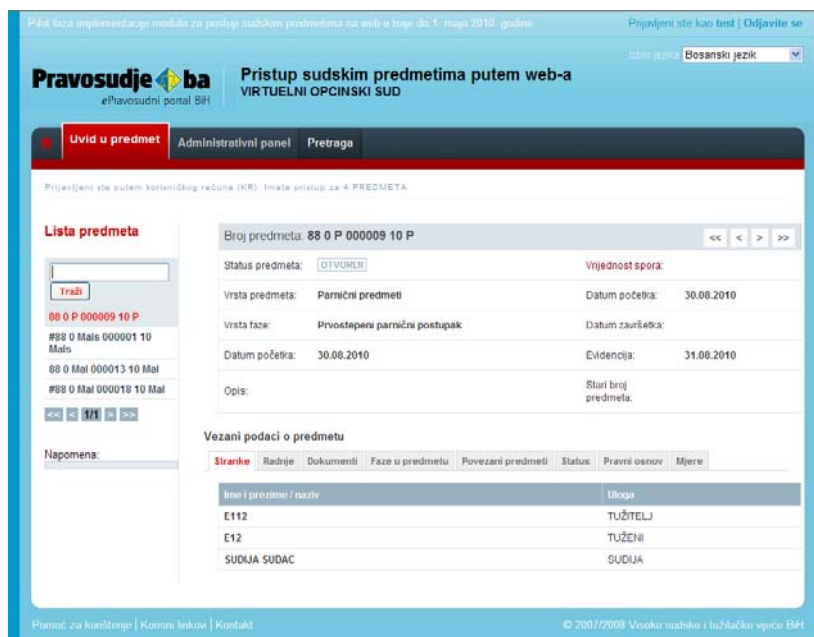 Pilot faza implementacije modula za pristup sudskim predmetima na web-u traje do 1. maja 2010. godine.
Prijavljeni ste kao test | Odjavite se
Izbor jezika Bosanski jezik
Pravosudje ba
ePravosudni portal BiH
Pristup sudskim predmetima putem web-a
VIRTUELNI OPCINSKI SUD
Uvid u predmet Administrativni panel Pretraga
Prijavljeni ste putem korisničkog računa (KR). Imate pristup za 4 PREDMETA
Lista predmeta
Traži
88 0 P 000009 10 P
#88 0 Mals 000001 10
Mals
88 0 Mal 000013 10 Mal
#88 0 Mal 000018 10 Mal
<< < 1/1 > >>
Napomena:
Broj predmeta: 88 0 P 000009 10 P << < > >>
Status predmeta: OTVOREN Vrijednost spora:
Vrsta predmeta: Parnični predmeti Datum početka: 30.08.2010
Vrsta faze: Prvostepeni parnični postupak Datum završetka:
Datum početka: 30.08.2010 Evidencija: 31.08.2010
Opis: Stari broj
predmeta:
Vezani podaci o predmetu
Stranke Radnje Dokumenti Faze u predmetu Povezani predmeti Status Pravni osnov Mjere
Ime i prezime / naziv Uloga
E112 TUŽITELJ
E12 TUŽENI
SUDIJA SUDAC SUDIJA
Pomoć za korištenje | Korisni linkovi | Kontakt
© 2007/2008 Visoko sudsko i tužilačko vijeće BiH